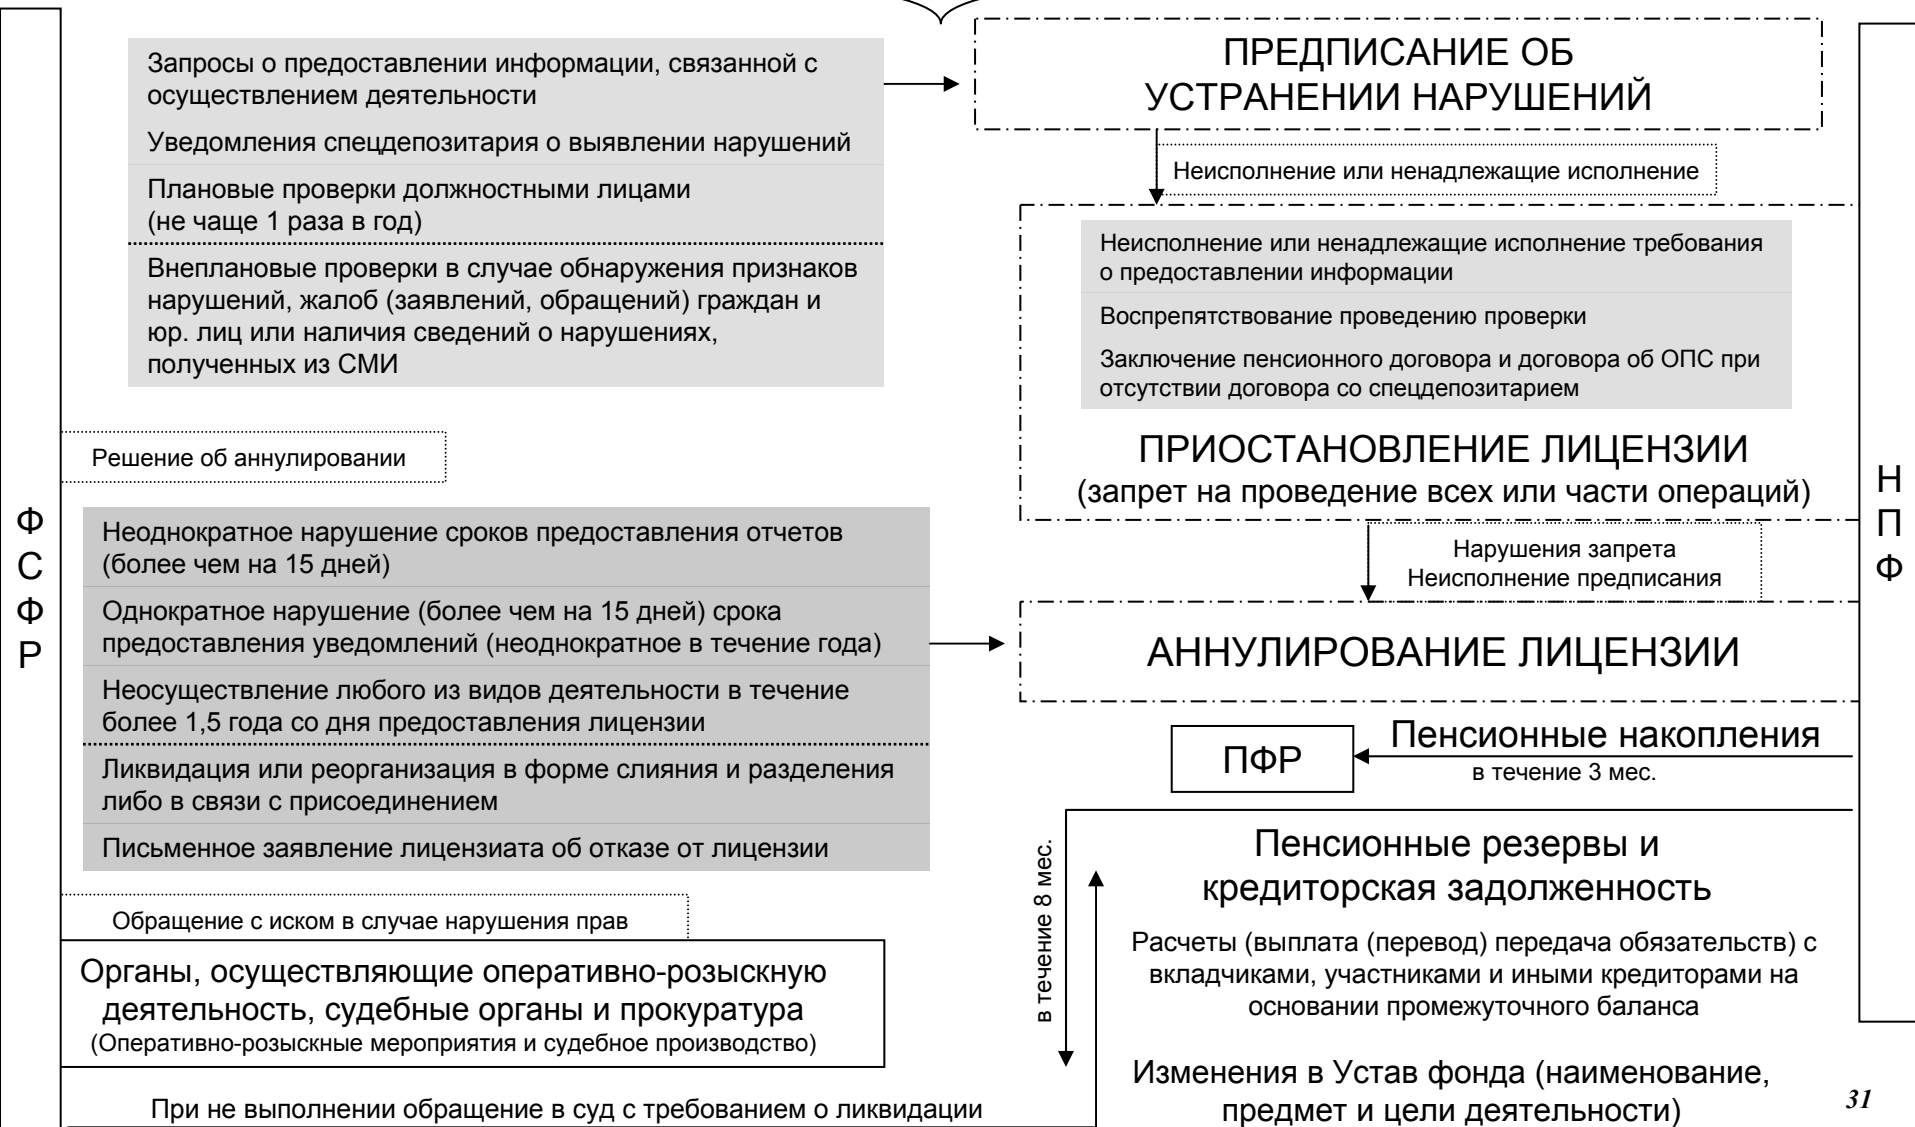 Запросы о предоставлении информации, связанной с
осуществлением деятельности
Уведомления спецдепозитария о выявлении нарушений
Плановые проверки должностными лицами
(не чаще 1 раза в год)
Внеплановые проверки в случае обнаружения признаков
нарушений, жалоб (заявлений, обращений) граждан и
юр. лиц или наличия сведений о нарушениях,
полученных из СМИ
ПРЕДПИСАНИЕ ОБ
УСТРАНЕНИИ НАРУШЕНИЙ
Неисполнение или ненадлежащие исполнение
Неисполнение или ненадлежащие исполнение требования
о предоставлении информации
Воспрепятствование проведению проверки
Заключение пенсионного договора и договора об ОПС при
отсутствии договора со спецдепозитарием
ПРИОСТАНОВЛЕНИЕ ЛИЦЕНЗИИ
(запрет на проведение всех или части операций)
Решение об аннулировании
Ф
С
Ф
Р
Н
П
Ф
Неоднократное нарушение сроков предоставления отчетов
(более чем на 15 дней)
Однократное нарушение (более чем на 15 дней) срока
предоставления уведомлений (неоднократное в течение года)
Неосуществление любого из видов деятельности в течение
более 1,5 года со дня предоставления лицензии
Ликвидация или реорганизация в форме слияния и разделения
либо в связи с присоединением
Письменное заявление лицензиата об отказе от лицензии
Нарушения запрета
Неисполнение предписания
АННУЛИРОВАНИЕ ЛИЦЕНЗИИ
ПФР
Пенсионные накопления
в течение 3 мес.
в течение 8 мес.
Пенсионные резервы и
кредиторская задолженность
Расчеты (выплата (перевод) передача обязательств) с
вкладчиками, участниками и иными кредиторами на
основании промежуточного баланса
Изменения в Устав фонда (наименование,
предмет и цели деятельности)
Обращение с иском в случае нарушения прав
Органы, осуществляющие оперативно-розыскную
деятельность, судебные органы и прокуратура
(Оперативно-розыскные мероприятия и судебное производство)
При не выполнении обращение в суд с требованием о ликвидации
31